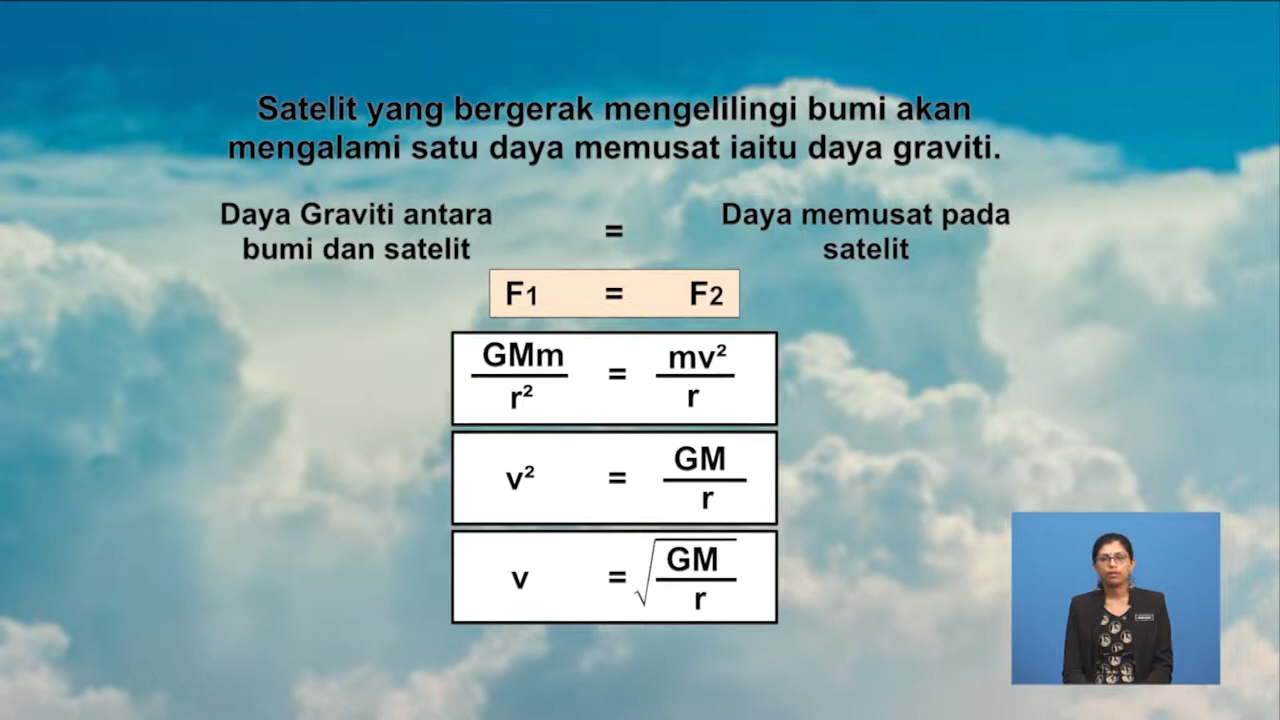 Satelit yang bergerak mengelilingi bumi akan
mengalami satu daya memusat iaitu daya graviti.
Daya Graviti antara
bumi dan satelit
=
Daya memusat pada
satelit
F1 = F2
GMm
r²
=
mv²
r
v² =
GM
r
v = √
GM
r